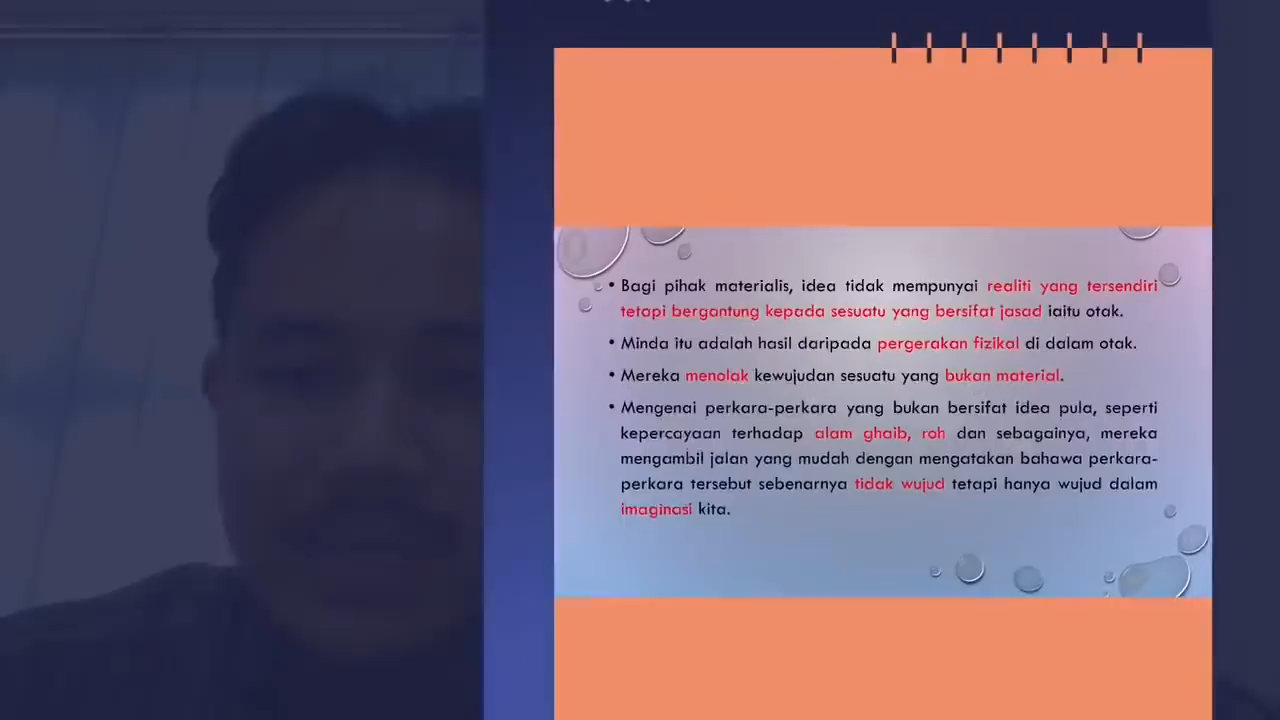 • Bagi pihak materialis, idea tidak mempunyai realiti yang tersendiri
tetapi bergantung kepada sesuatu yang bersifat jasad iaitu otak.
• Minda itu adalah hasil daripada pergerakan fizikal di dalam otak.
• Mereka menolak kewujudan sesuatu yang bukan material.
• Mengenai perkara-perkara yang bukan bersifat idea pula, seperti
kepercayaan terhadap alam ghaib, roh dan sebagainya, mereka
mengambil jalan yang mudah dengan mengatakan bahawa perkara-
perkara tersebut sebenarnya tidak wujud tetapi hanya wujud dalam
imaginasi kita.